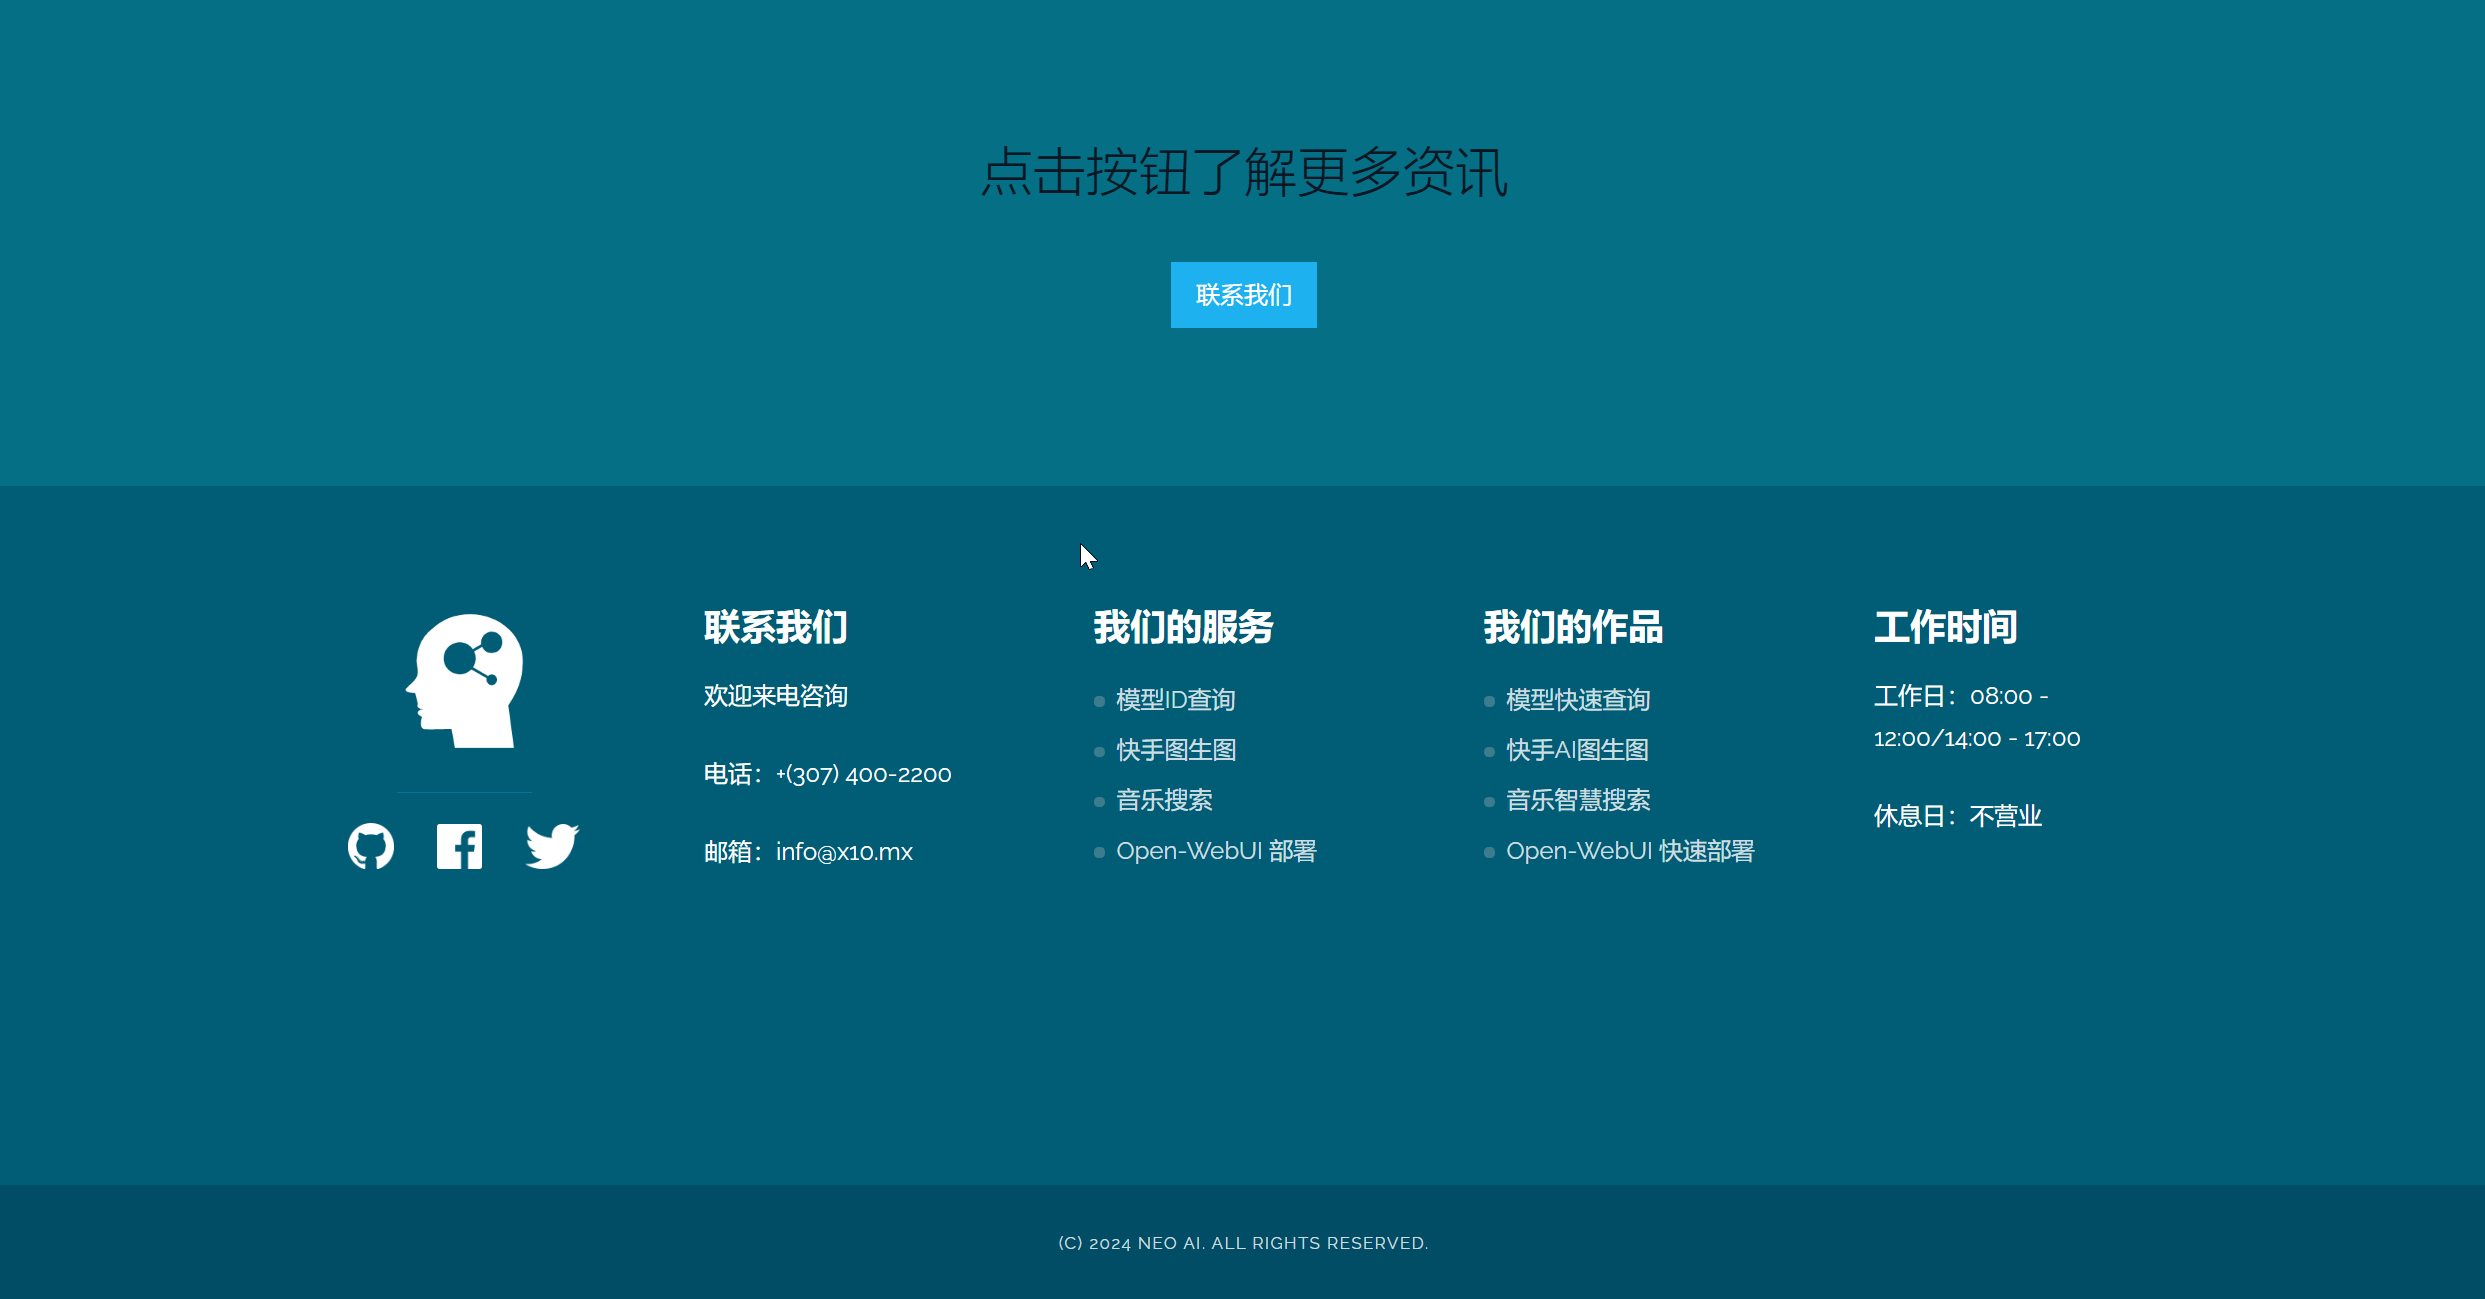 点击按钮了解更多资讯
联系我们
联系我们
欢迎来电咨询
电话：+(307) 400-2200
邮箱：info@x10.mx
我们的服务
模型ID查询
快手图生图
音乐搜索
Open-WebUI 部署
我们的作品
模型快速查询
快手AI图生图
音乐智慧搜索
Open-WebUI 快速部署
工作时间
工作日：08:00 -
12:00/14:00 - 17:00
休息日：不营业
(C) 2024 NEO AI. ALL RIGHTS RESERVED.